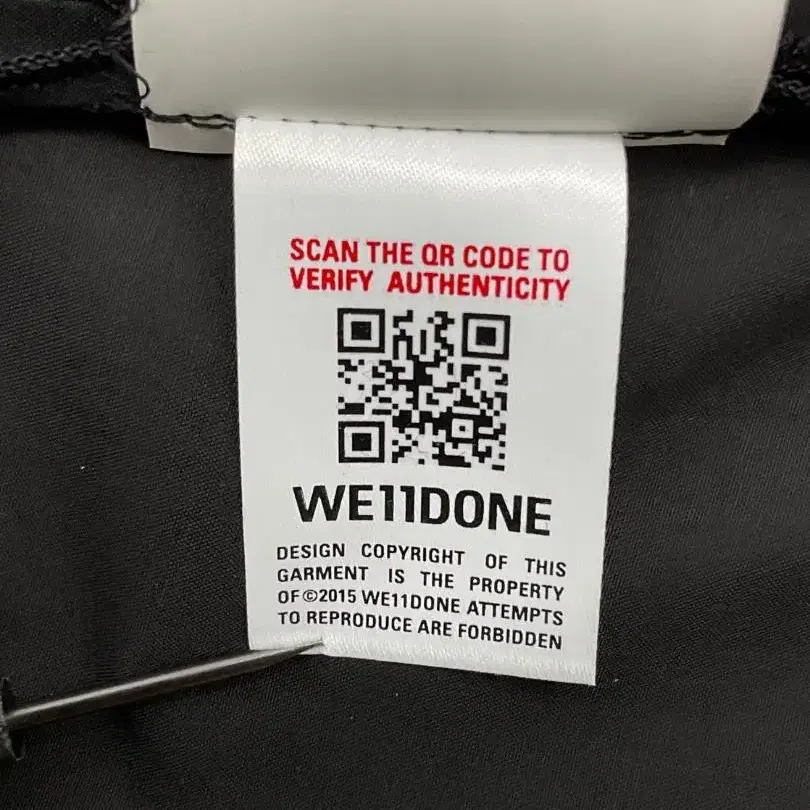 SCAN THE QR CODE TO
VERIFY AUTHENTICITY
WE11DONE
DESIGN COPYRIGHT OF THIS
GARMENT IS THE PROPERTY
OF ©2015 WE11DONE ATTEMPTS
TO REPRODUCE ARE FORBIDDEN